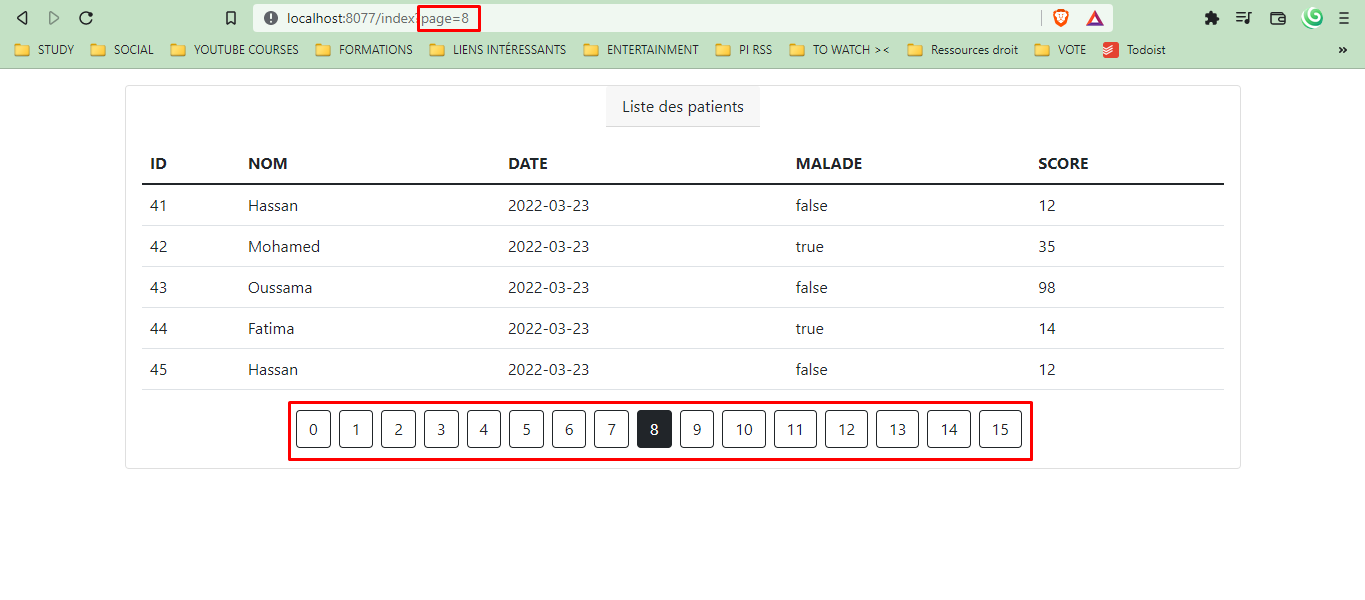 localhost:8077/index?page=8
STUDY SOCIAL YOUTUBE COURSES FORMATIONS LIENS INTÉRESSANTS ENTERTAINMENT PI RSS TO WATCH >< Ressources droit VOTE Todoist »
Liste des patients
ID NOM DATE MALADE SCORE
41 Hassan 2022-03-23 false 12
42 Mohamed 2022-03-23 true 35
43 Oussama 2022-03-23 false 98
44 Fatima 2022-03-23 true 14
45 Hassan 2022-03-23 false 12
0 1 2 3 4 5 6 7 8 9 10 11 12 13 14 15